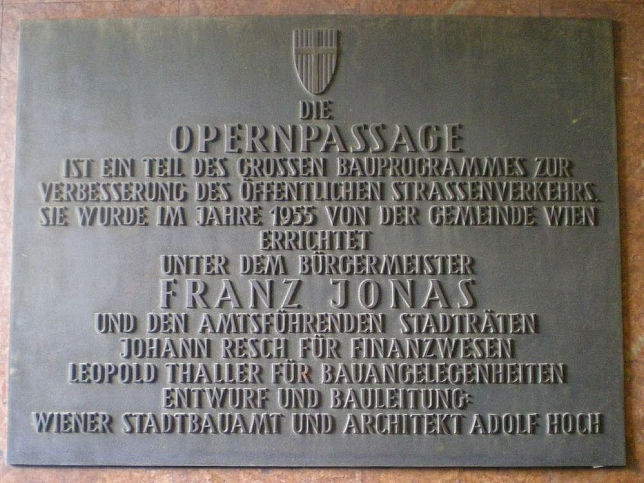 DIE
OPERNPASSAGE
IST EIN TEIL DES GROSSEN BAUPROGRAMMES ZUR
VERBESSERUNG DES ÖFFENTLICHEN STRASSENVERKEHRS.
SIE WURDE IM JAHRE 1955 VON DER GEMEINDE WIEN
ERRICHTET
UNTER DEM BÜRGERMEISTER
FRANZ JONAS
UND DEN AMTSFÜHRENDEN STADTRÄTEN
JOHANN RESCH FÜR FINANZWESEN
LEOPOLD THALLER FÜR BAUANGELEGENHEITEN
ENTWURF UND BAULEITUNG:
WIENER STADTBAUAMT UND ARCHITEKT ADOLF HOCH